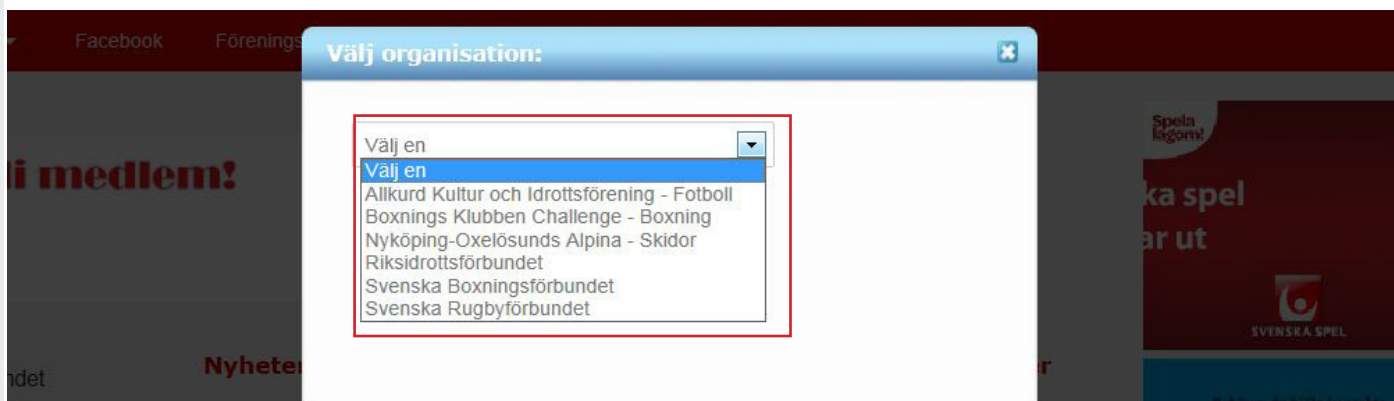 Facebook
Förenings
Välj organisation:
Spela
lagom!
Välj en
Välj en
Allkurd Kultur och Idrottsförening - Fotboll
Boxnings Klubben Challenge - Boxning
Nyköping-Oxelösunds Alpina - Skidor
Riksidrottsförbundet
Svenska Boxningsförbundet
Svenska Rugbyförbundet
li medlem!
ka spel
ar ut
SVENSKA SPEL
ndet
Nyheter
r